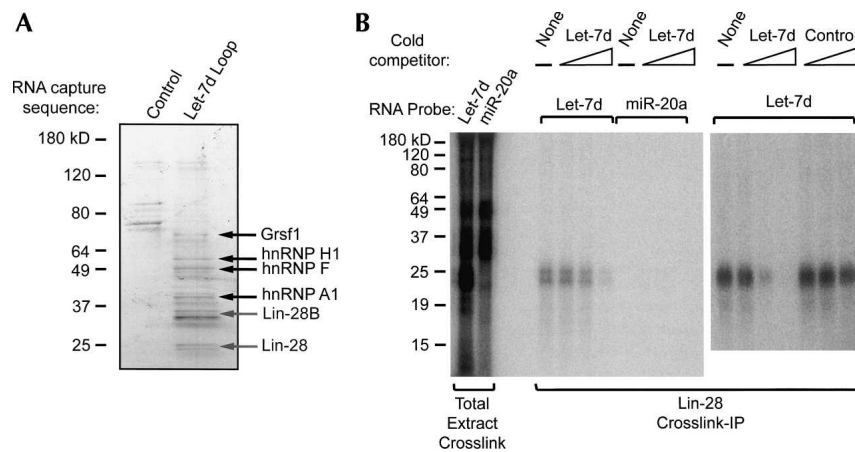 A
RNA capture sequence:
Control
Let-7d Loop
180 kD
120
80
64
49
37
25
Grsf1
hnRNP H1
hnRNP F
hnRNP A1
Lin-28B
Lin-28
B
Cold competitor:
None
Let-7d
None
Let-7d
None
Let-7d
Control
RNA Probe:
Let-7d
miR-20a
Let-7d
miR-20a
Let-7d
180 kD
120
80
64
49
37
25
19
15
Total
Extract
Crosslink
Lin-28
Crosslink-IP